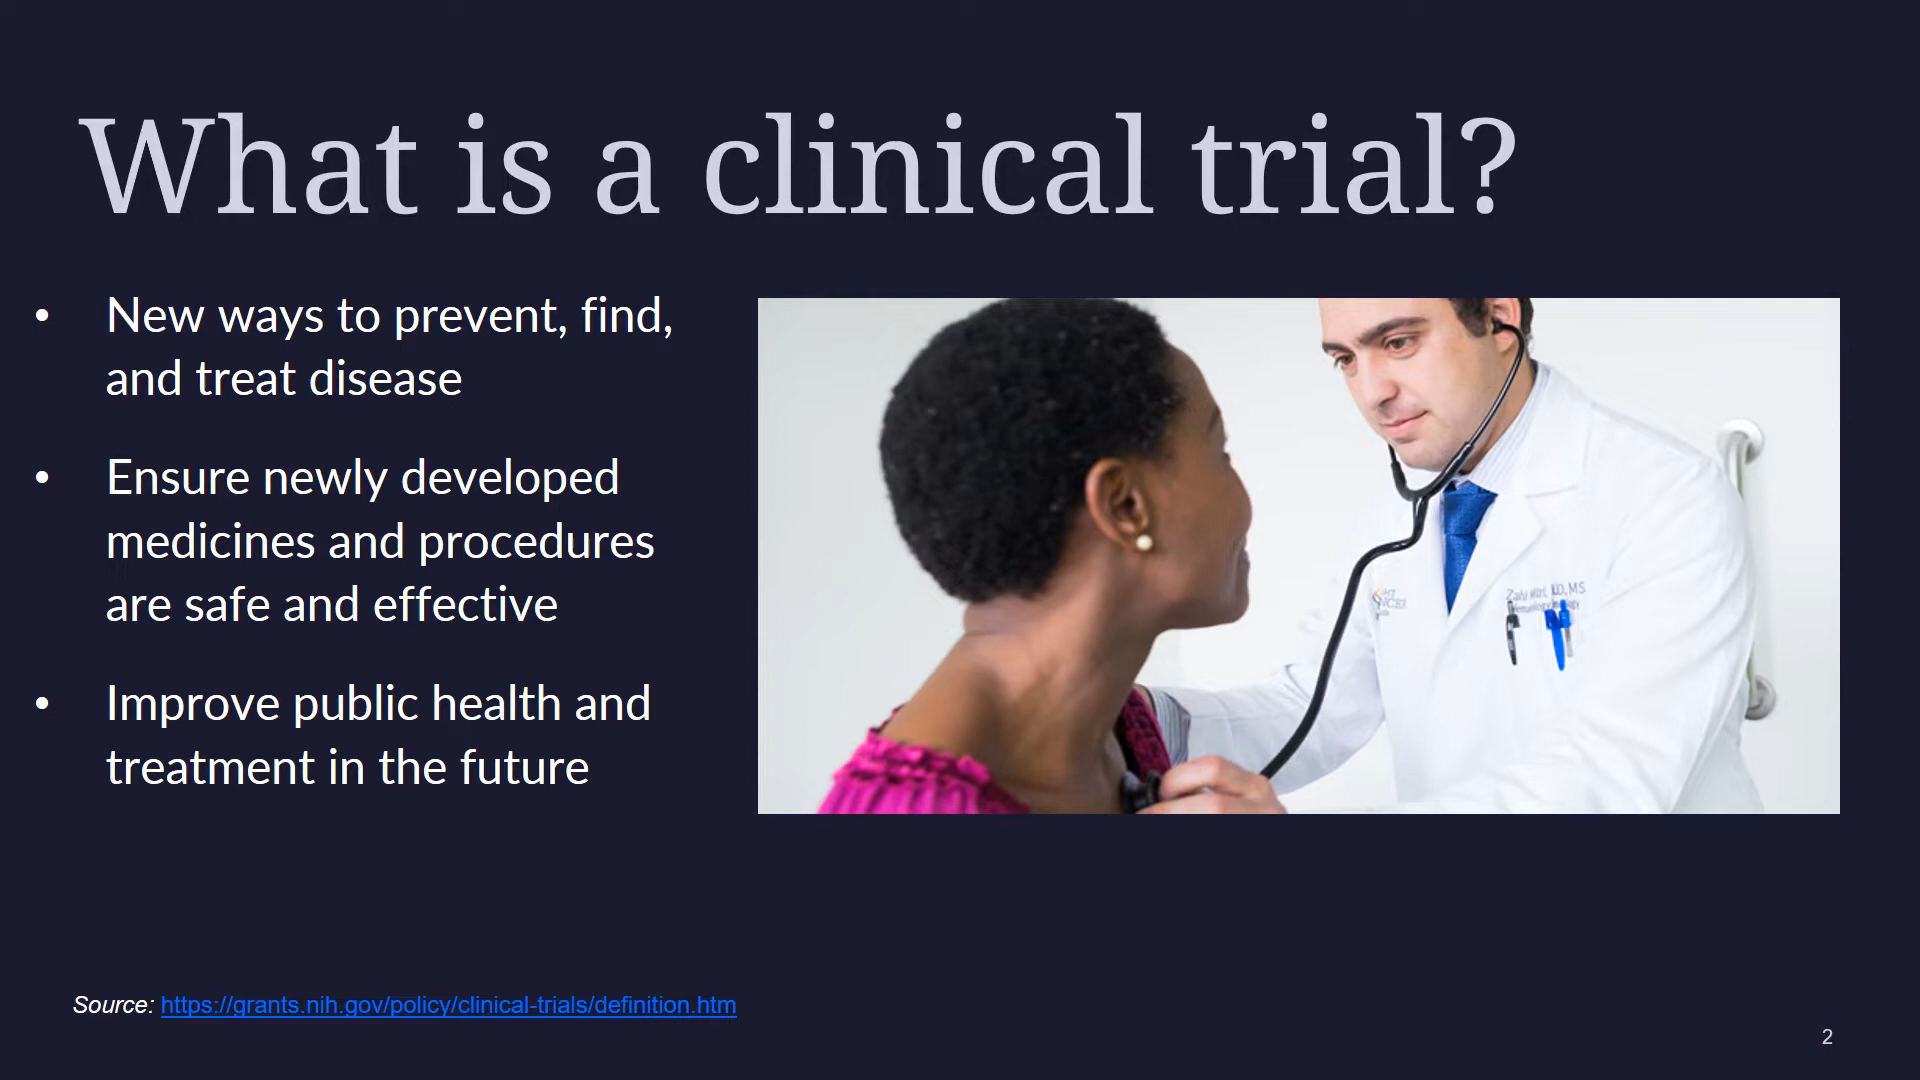 What is a clinical trial?
• New ways to prevent, find,
and treat disease
• Ensure newly developed
medicines and procedures
are safe and effective
• Improve public health and
treatment in the future
Source: https://grants.nih.gov/policy/clinical-trials/definition.htm
2